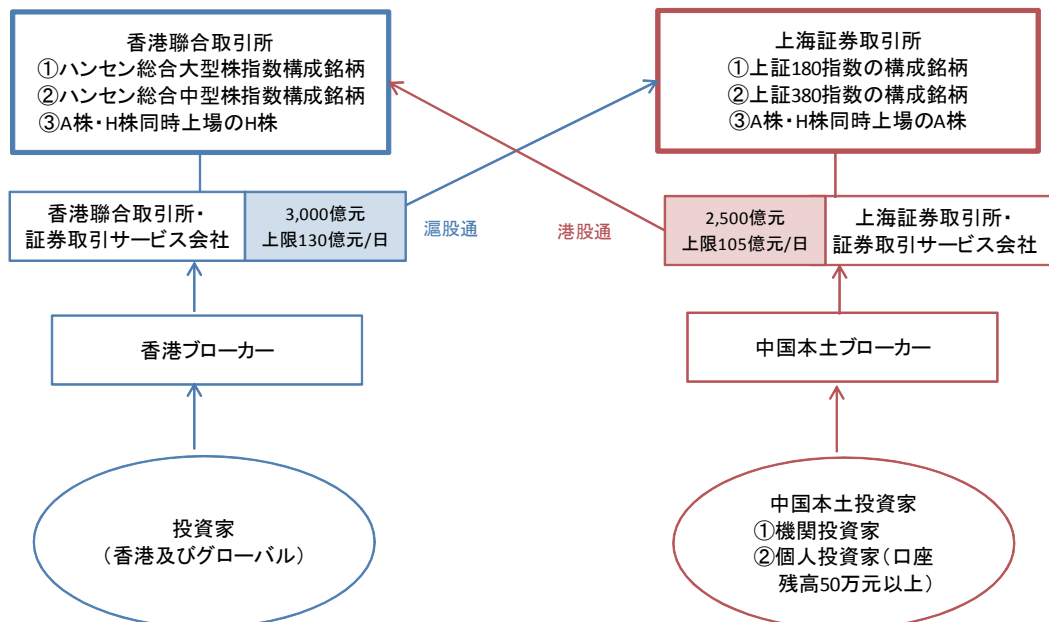 香港聯合取引所
①ハンセン総合大型株指数構成銘柄
②ハンセン総合中型株指数構成銘柄
③A株・H株同時上場のH株
上海証券取引所
①上証180指数の構成銘柄
②上証380指数の構成銘柄
③A株・H株同時上場のA株
香港聯合取引所・
証券取引サービス会社
3,000億元
上限130億元/日
滬股通
港股通
2,500億元
上限105億元/日
上海証券取引所・
証券取引サービス会社
香港ブローカー
中国本土ブローカー
投資家
（香港及びグローバル）
中国本土投資家
①機関投資家
②個人投資家（口座
残高50万元以上）